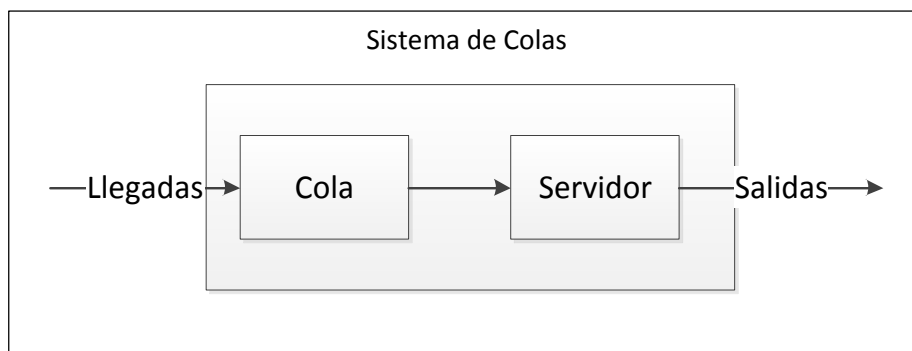 Sistema de Colas
Llegadas
Cola
Servidor
Salidas